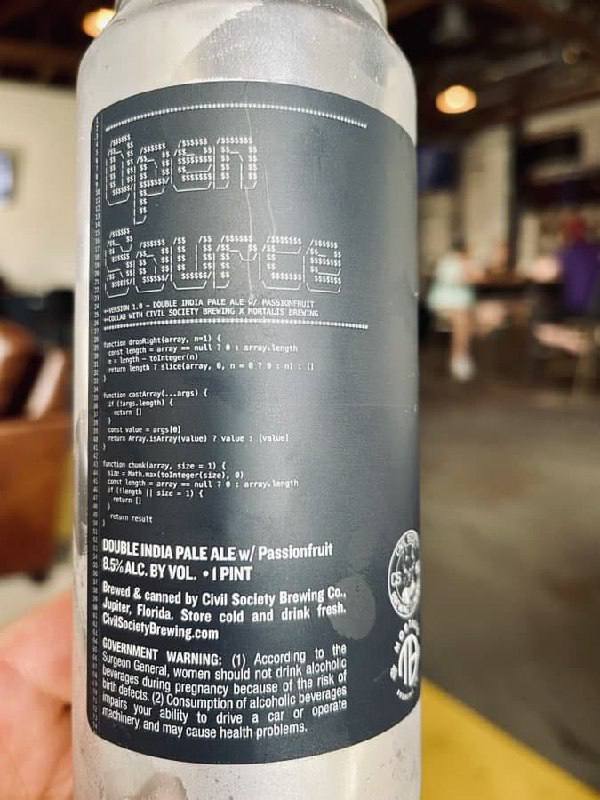 Open
Source
**VERSION 1.0 - DOUBLE INDIA PALE ALE W/ PASSIONFRUIT
**COLLAB WITH CIVIL SOCIETY BREWING X MORTALIS BREWING
function dropRight(array, n=1) {
const length = array == null ? 0 : array.length
n = length - toInteger(n)
return length ? slice(array, 0, n = 0 ? 0 : n) : []
}
function castArray(...args) {
if (!args.length) {
return []
}
const value = args[0]
return Array.isArray(value) ? value : [value]
}
function chunk(array, size = 1) {
size = Math.max(toInteger(size), 0)
const length = array == null ? 0 : array.length
if (!length || size = 1) {
return []
}
return result
}
DOUBLE INDIA PALE ALE w/ Passionfruit
8.5% ALC. BY VOL. • 1 PINT
Brewed & canned by Civil Society Brewing Co.,
Jupiter, Florida. Store cold and drink fresh.
CivilSocietyBrewing.com
GOVERNMENT WARNING: (1) According to the
Surgeon General, women should not drink alcoholic
beverages during pregnancy because of the risk of
birth defects. (2) Consumption of alcoholic beverages
impairs your ability to drive a car or operate
machinery and may cause health problems.
CS